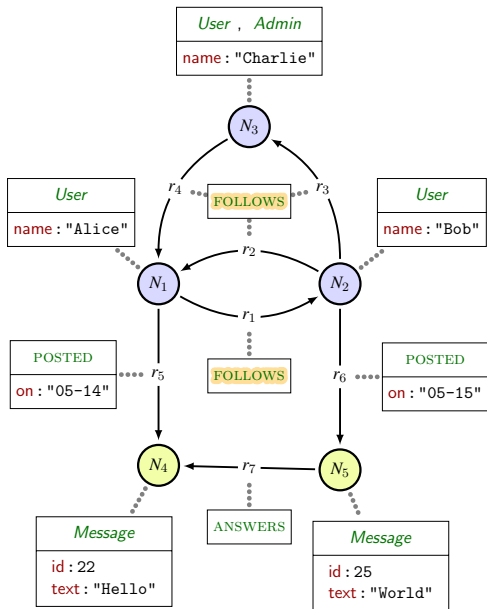 User , Admin
name : "Charlie"
N3
r4
r3
FOLLOWS
User
name : "Alice"
User
name : "Bob"
r2
N1
N2
r1
FOLLOWS
POSTED
on : "05-14"
r5
r6
POSTED
on : "05-15"
N4
r7
N5
ANSWERS
Message
id : 22
text : "Hello"
Message
id : 25
text : "World"